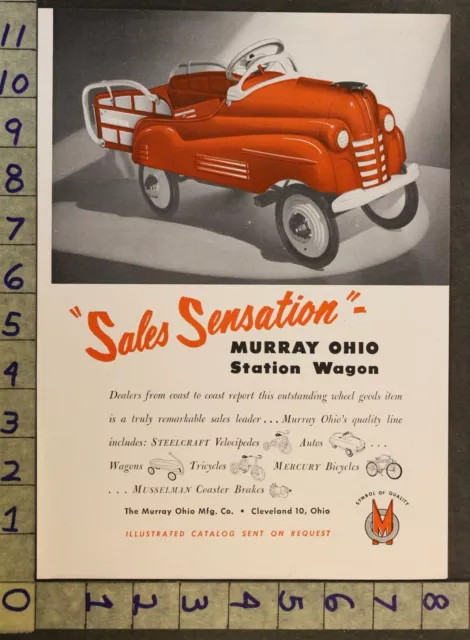 11
10
9
8
7
6
5
4
3
2
1
0
1
2
3
4
5
6
7
8
"Sales Sensation"-
MURRAY OHIO
Station Wagon
Dealers from coast to coast report this outstanding wheel goods item
is a truly remarkable sales leader . . . Murray Ohio's quality line
includes: STEELCRAFT Velocipedes Autos . . .
Wagons Tricycles MERCURY Bicycles
. . . MUSSELMAN Coaster Brakes
The Murray Ohio Mfg. Co. • Cleveland 10, Ohio
ILLUSTRATED CATALOG SENT ON REQUEST
SYMBOL OF QUALITY
M